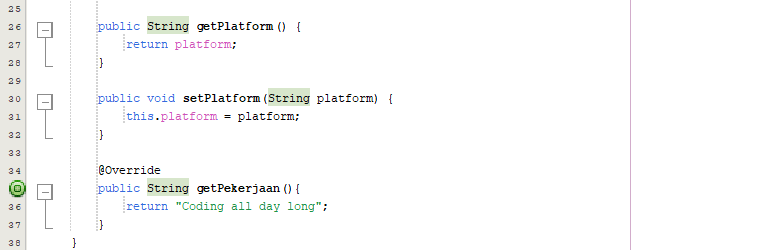 25
26 public String getPlatform() {
27 return platform;
28 }
29
30 public void setPlatform(String platform) {
31 this.platform = platform;
32 }
33
34 @Override
public String getPekerjaan(){
36 return "Coding all day long";
37 }
38 }